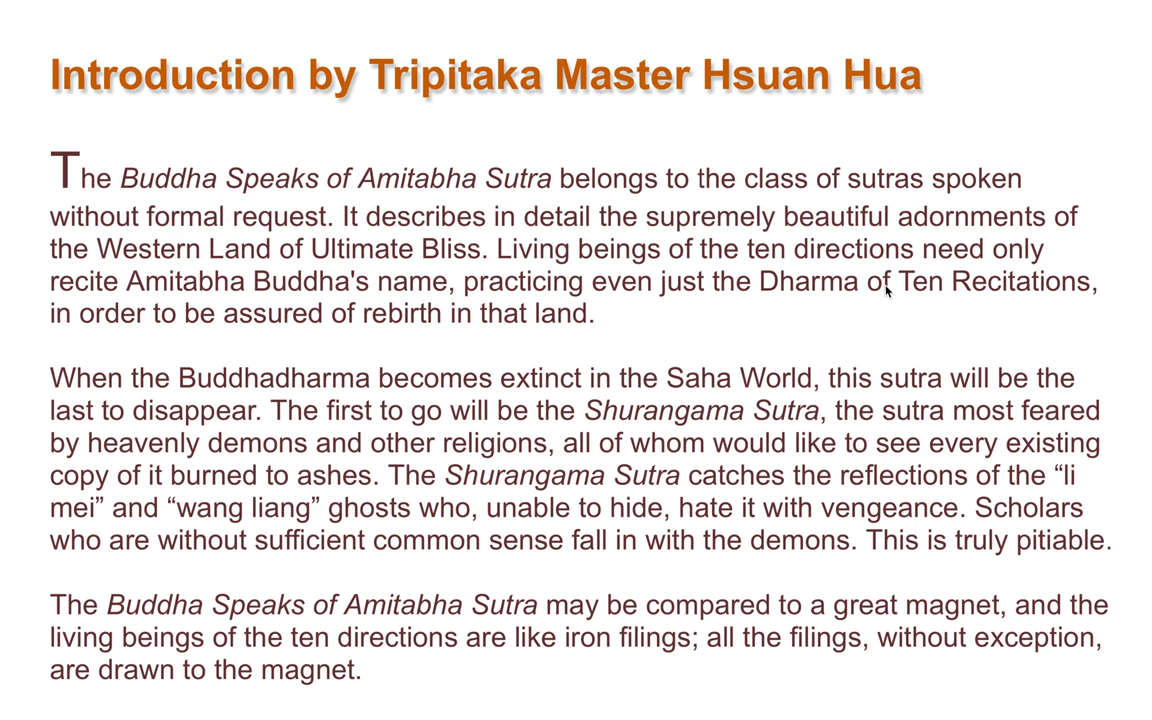 Introduction by Tripitaka Master Hsuan Hua
The Buddha Speaks of Amitabha Sutra belongs to the class of sutras spoken
without formal request. It describes in detail the supremely beautiful adornments of
the Western Land of Ultimate Bliss. Living beings of the ten directions need only
recite Amitabha Buddha's name, practicing even just the Dharma of Ten Recitations,
in order to be assured of rebirth in that land.
When the Buddhadharma becomes extinct in the Saha World, this sutra will be the
last to disappear. The first to go will be the Shurangama Sutra, the sutra most feared
by heavenly demons and other religions, all of whom would like to see every existing
copy of it burned to ashes. The Shurangama Sutra catches the reflections of the “li
mei” and “wang liang” ghosts who, unable to hide, hate it with vengeance. Scholars
who are without sufficient common sense fall in with the demons. This is truly pitiable.
The Buddha Speaks of Amitabha Sutra may be compared to a great magnet, and the
living beings of the ten directions are like iron filings; all the filings, without exception,
are drawn to the magnet.